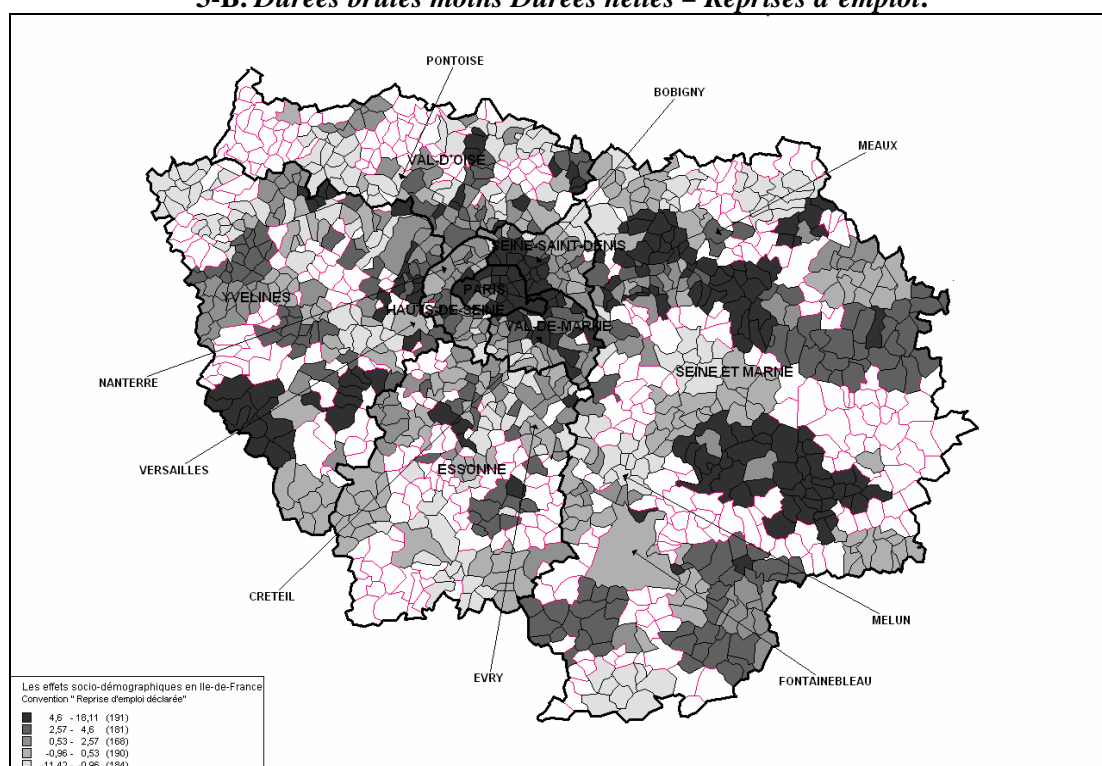 3-B. Durées brutes moins Durées nettes – Reprises d'emploi.
PONTOISE
BOBIGNY
MEAUX
VAL-D'OISE
SEINE-SAINT-DENIS
PARIS
YVELINES
HAUTS-DE-SEINE
VAL-DE-MARNE
SEINE ET MARNE
NANTERRE
VERSAILLES
ESSONNE
CRETEIL
MELUN
EVRY
FONTAINEBLEAU
Les effets socio-démographiques en Ile-de-France
Convention " Reprise d'emploi déclarée"
4,6 - 18,11 (191)
2,57 - 4,6 (181)
0,53 - 2,57 (168)
-0,96 - 0,53 (190)
-11,42 - -0,96 (184)